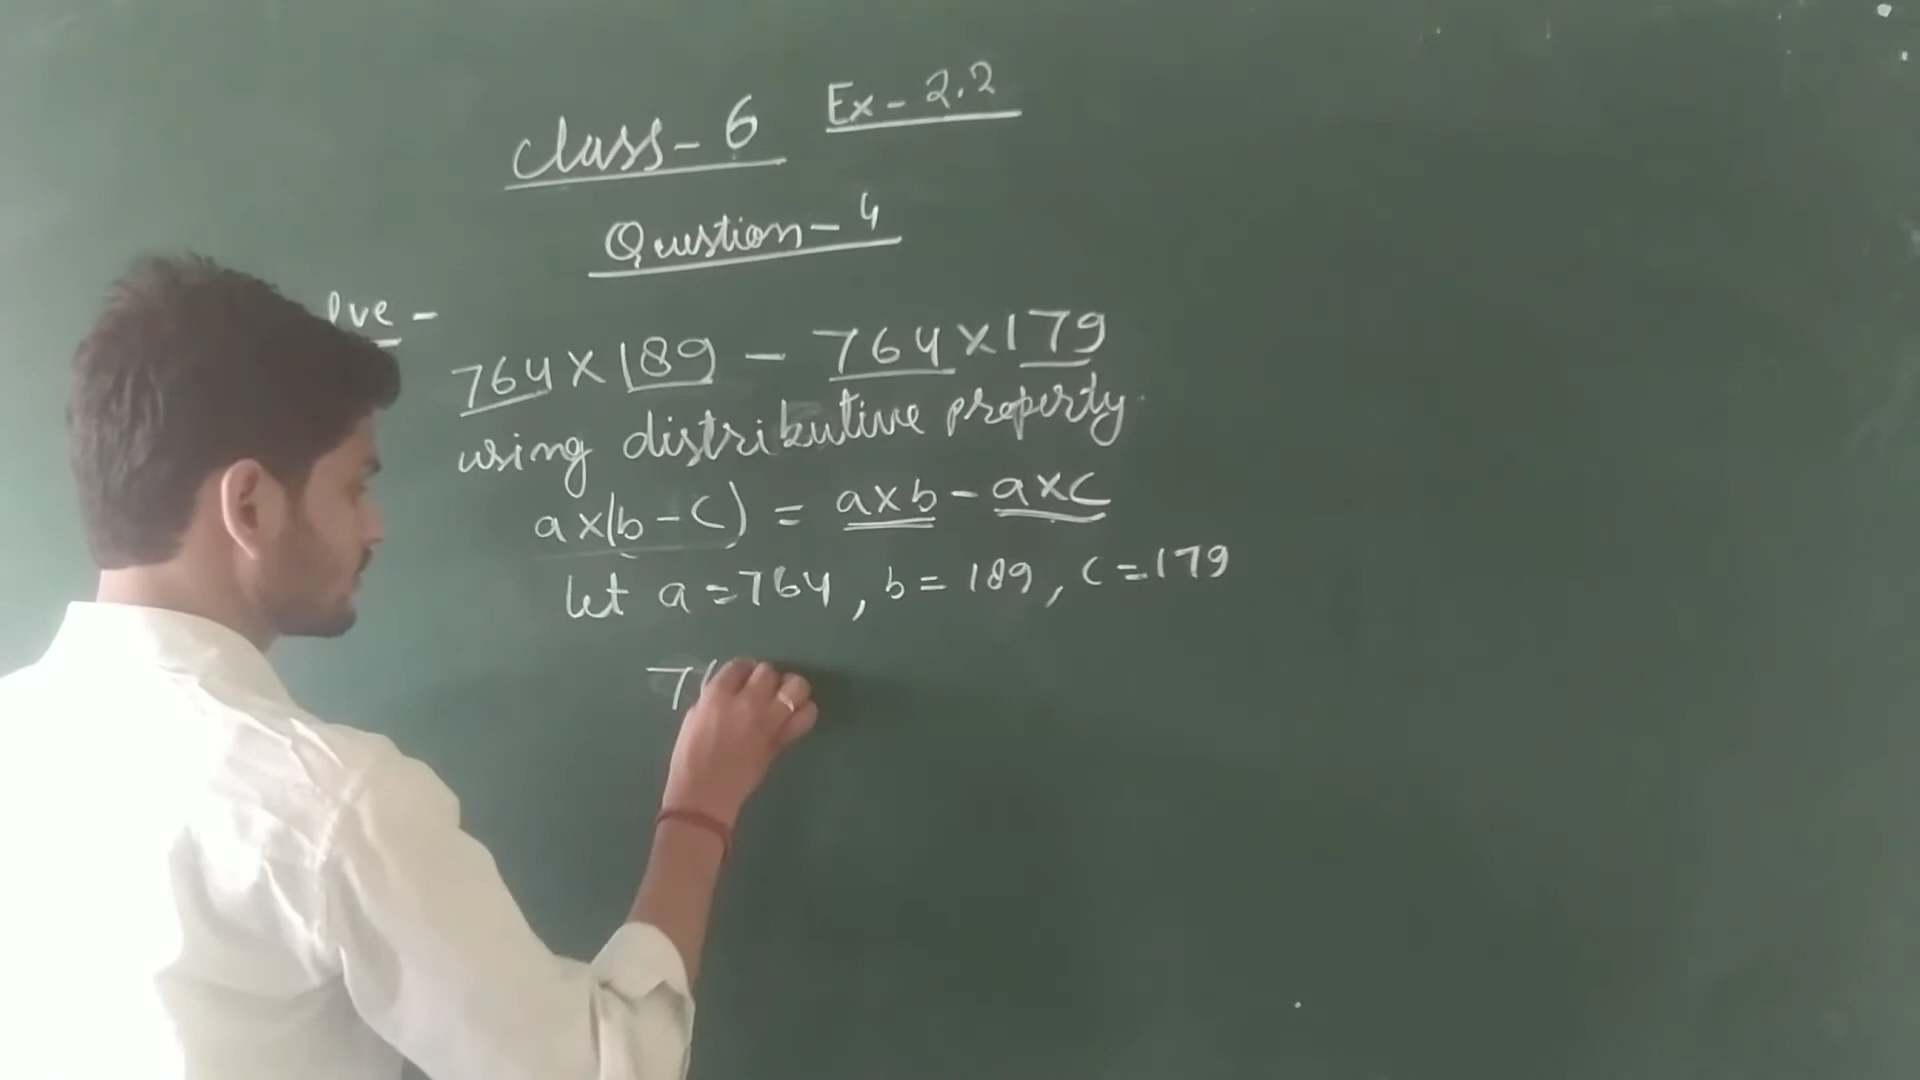 Class-6 Ex-2.2
Question-4
lve-
764×189 - 764×179
using distributive property
a×(b-c) = a×b - a×c
let a=764, b=189, c=179
7